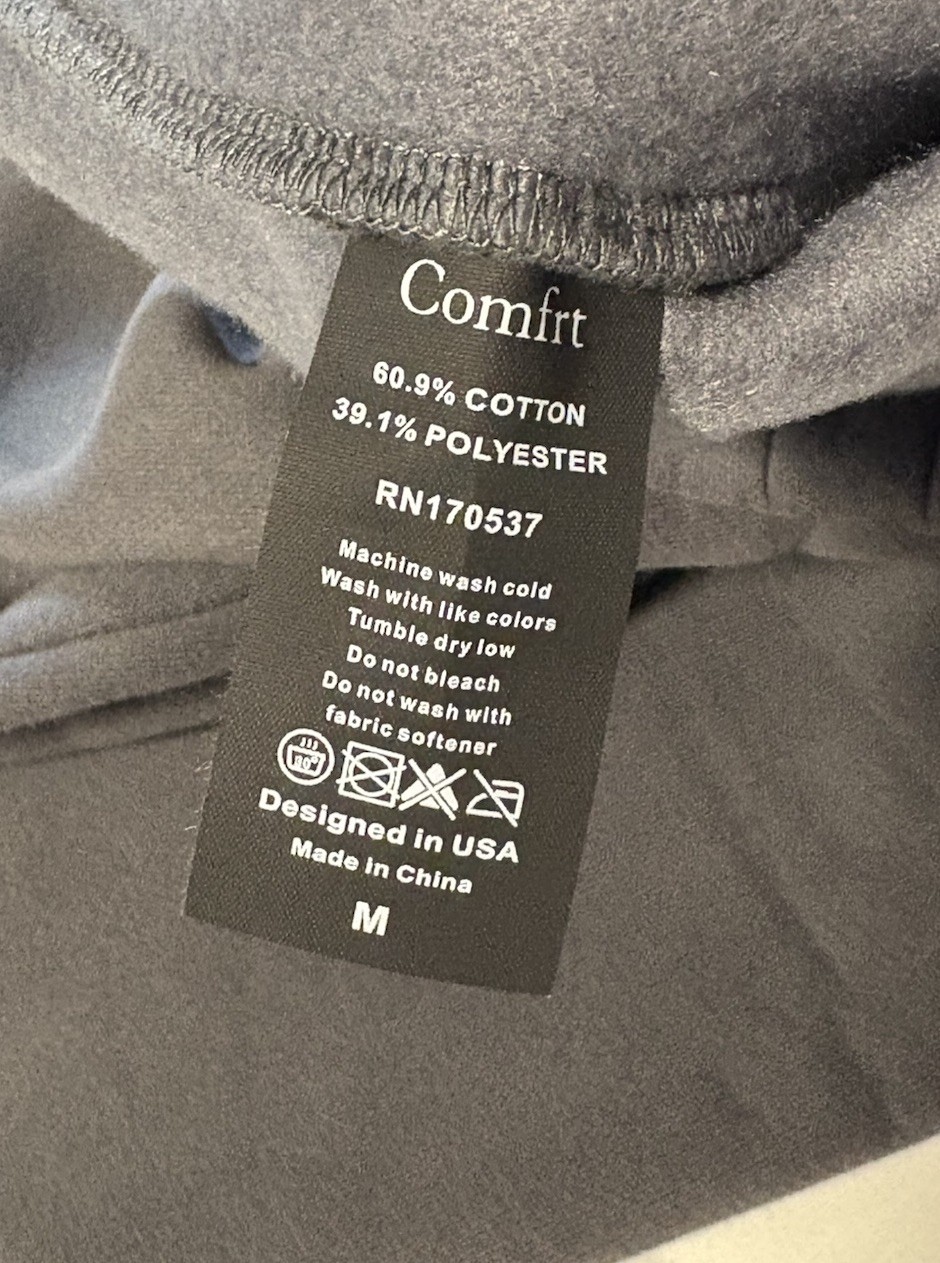 Comfrt
60.9% COTTON
39.1% POLYESTER
RN170537
Machine wash cold
Wash with like colors
Tumble dry low
Do not bleach
Do not wash with
fabric softener
30°
Designed in USA
Made in China
M